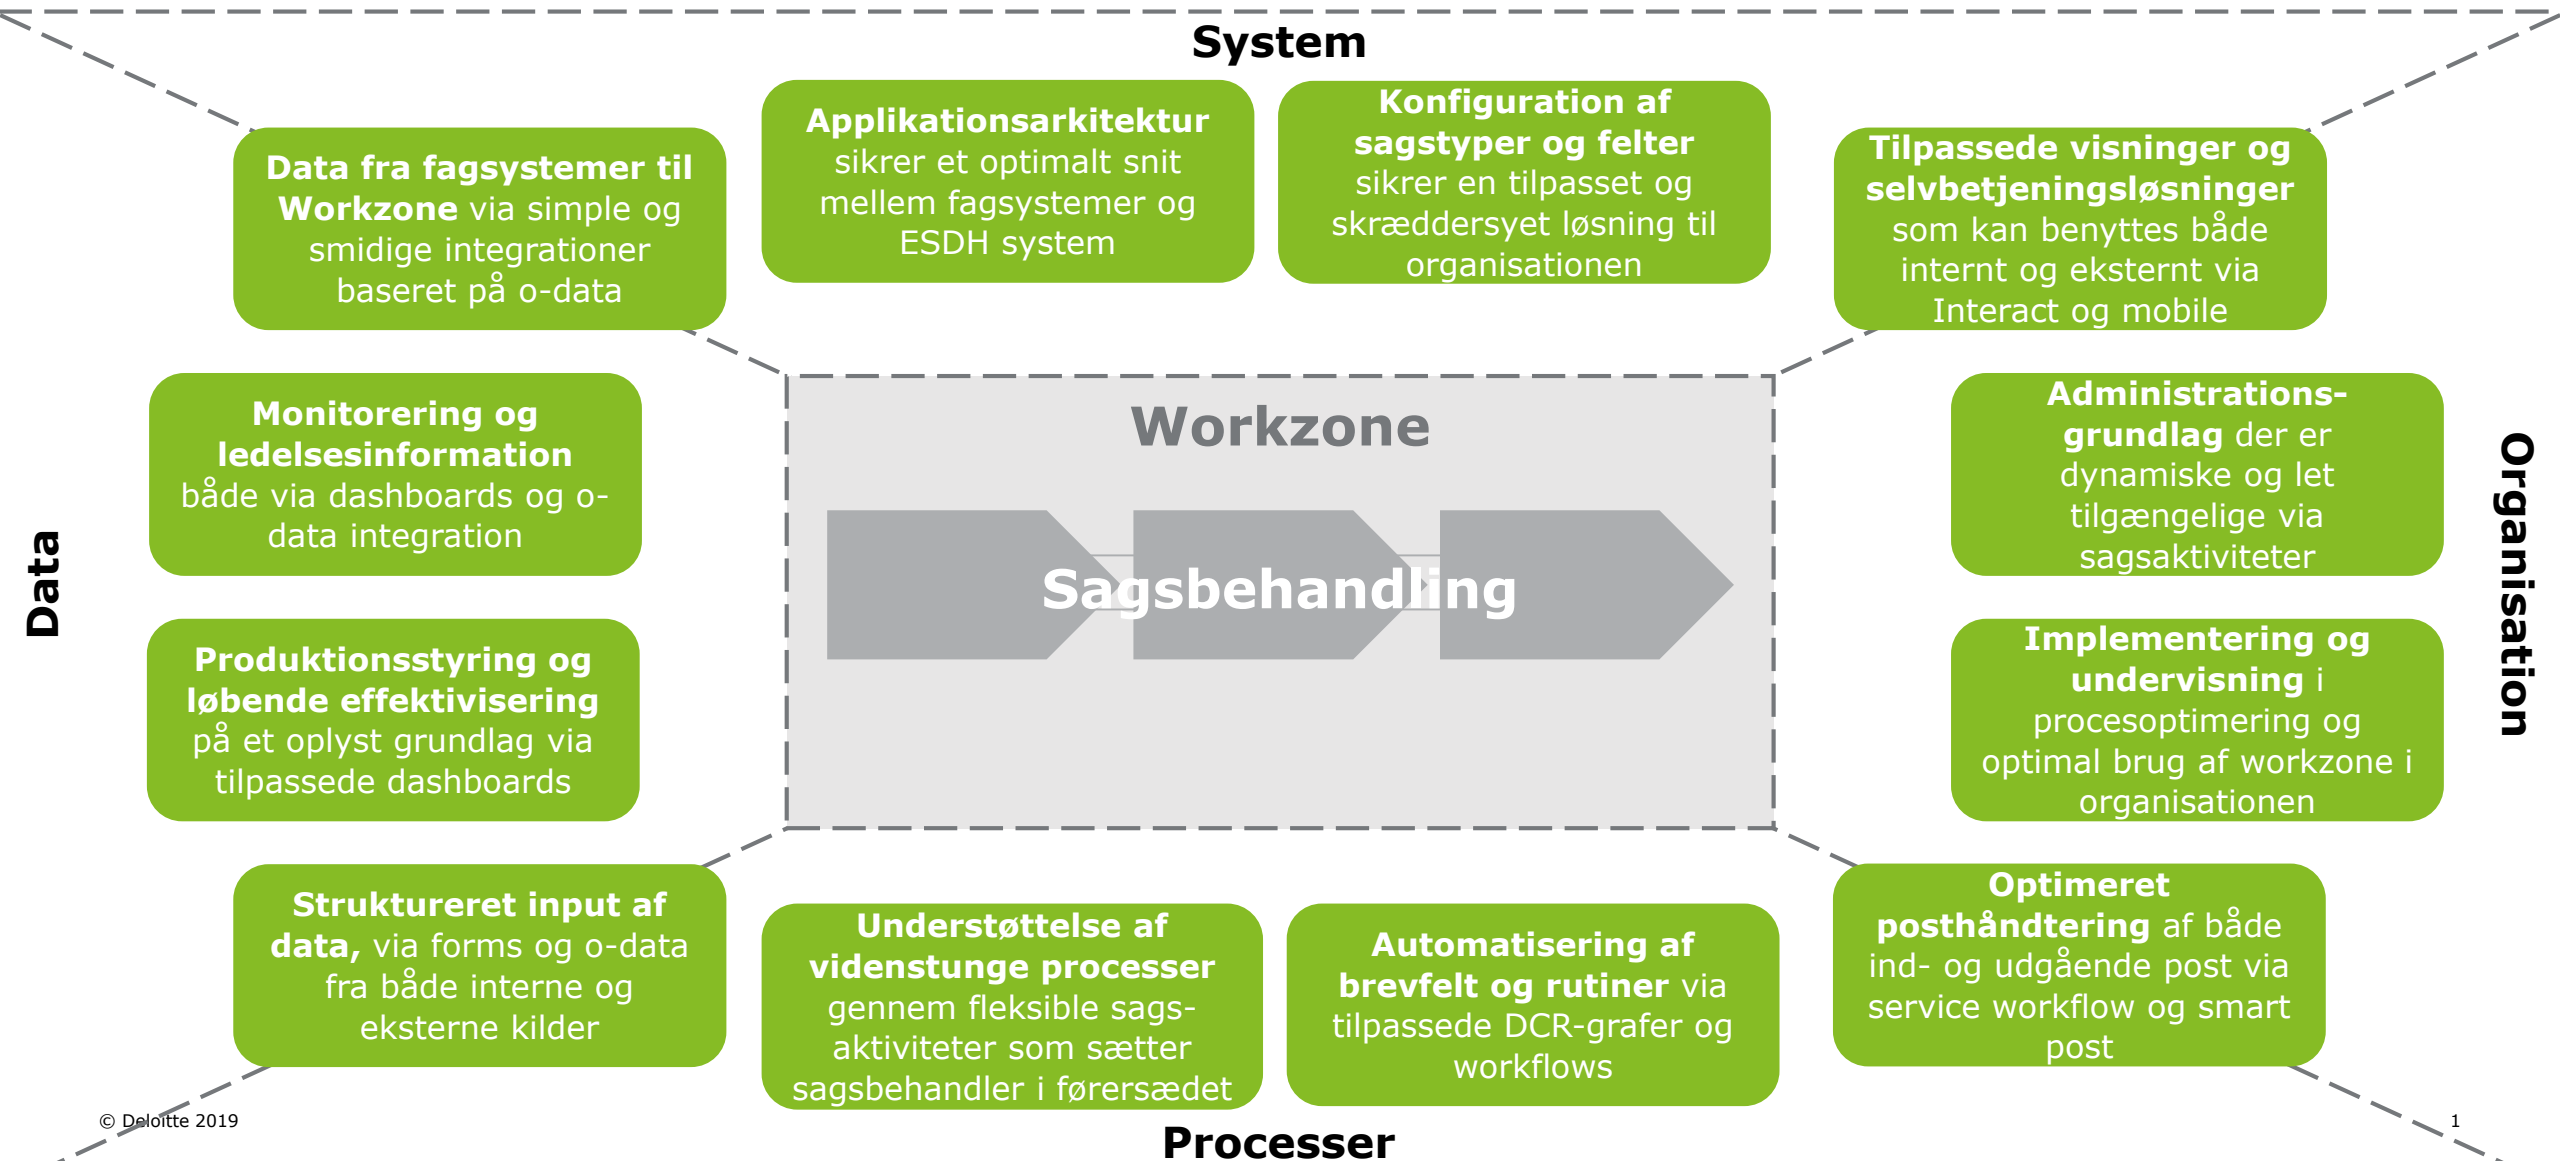 System
Data fra fagsystemer til
Workzone via simple og
smidige integrationer
baseret på o-data
Applikationsarkitektur
sikrer et optimalt snit
mellem fagsystemer og
ESDH system
Konfiguration af
sagstyper og felter
sikrer en tilpasset og
skræddersyet løsning til
organisationen
Tilpassede visninger og
selvbetjeningsløsninger
som kan benyttes både
internt og eksternt via
Interact og mobile
Data
Monitorering og
ledelsesinformation
både via dashboards og o-
data integration
Produktionsstyring og
løbende effektivisering
på et oplyst grundlag via
tilpassede dashboards
Workzone
Sagsbehandling
Administrations-
grundlag der er
dynamiske og let
tilgængelige via
sagsaktiviteter
Implementering og
undervisning i
procesoptimering og
optimal brug af workzone i
organisationen
Organisation
Struktureret input af
data, via forms og o-data
fra både interne og
eksterne kilder
Understøttelse af
videnstunge processer
gennem fleksible sags-
aktiviteter som sætter
sagsbehandler i førersædet
Automatisering af
brevfelt og rutiner via
tilpassede DCR-grafer og
workflows
Optimeret
posthåndtering af både
ind- og udgående post via
service workflow og smart
post
© Deloitte 2019
1
Processer